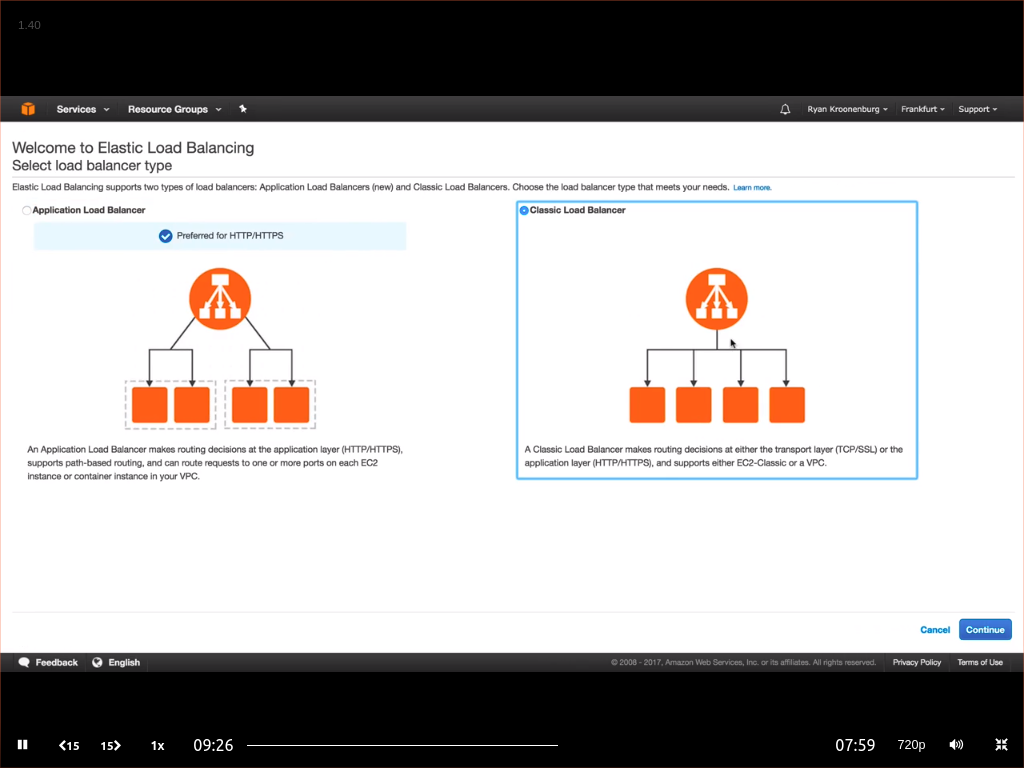 1.40
Services Resource Groups Ryan Kroonenburg Frankfurt Support
Welcome to Elastic Load Balancing
Select load balancer type
Elastic Load Balancing supports two types of load balancers: Application Load Balancers (new) and Classic Load Balancers. Choose the load balancer type that meets your needs. Learn more.
Application Load Balancer
Preferred for HTTP/HTTPS
An Application Load Balancer makes routing decisions at the application layer (HTTP/HTTPS),
supports path-based routing, and can route requests to one or more ports on each EC2
instance or container instance in your VPC.
Classic Load Balancer
A Classic Load Balancer makes routing decisions at either the transport layer (TCP/SSL) or the
application layer (HTTP/HTTPS), and supports either EC2-Classic or a VPC.
Cancel Continue
Feedback English © 2008 - 2017, Amazon Web Services, Inc. or its affiliates. All rights reserved. Privacy Policy Terms of Use
15 15 1x 09:26 07:59 720p